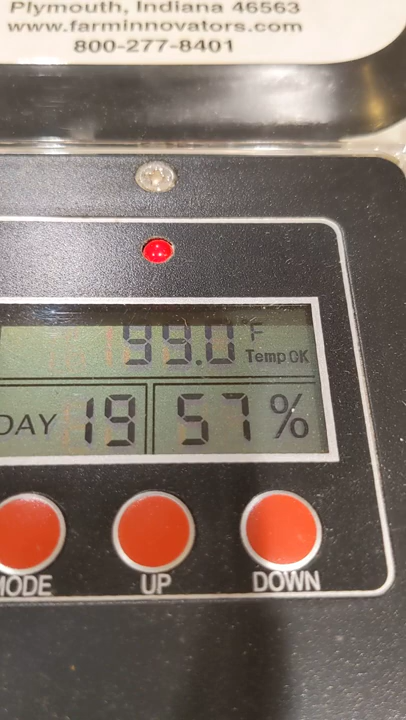 Plymouth, Indiana 46563
www.farminnovators.com
800-277-8401
99.0°F
Temp OK
DAY 19 57 %
MODE UP DOWN